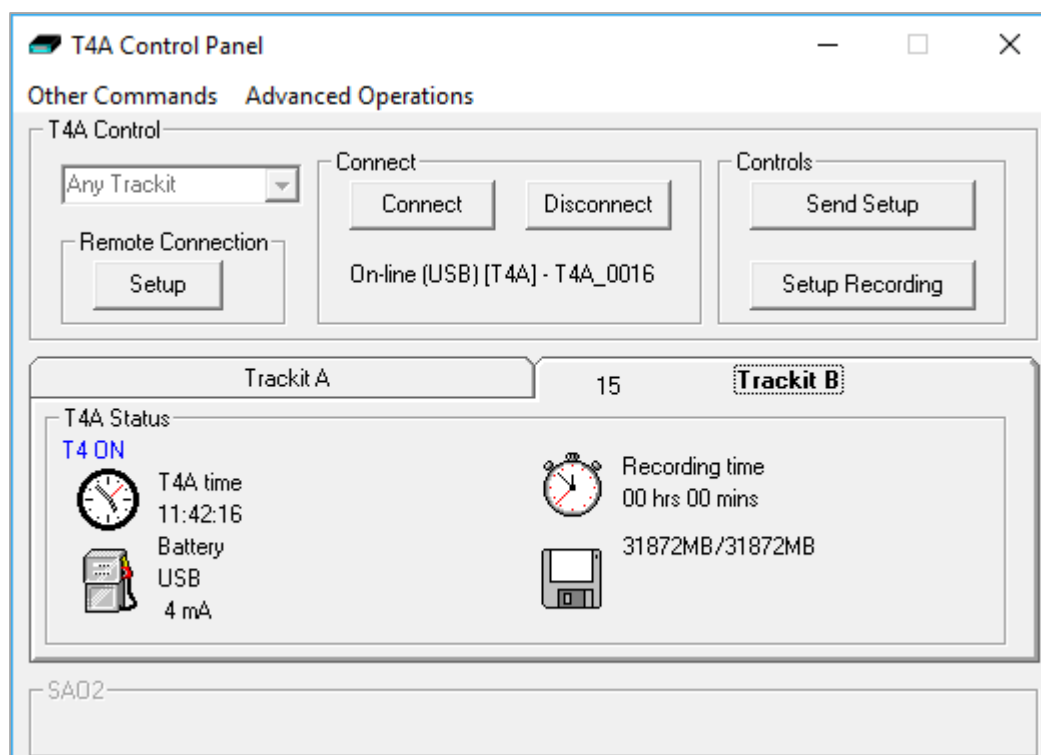 T4A Control Panel
Other Commands Advanced Operations
T4A Control
Any Trackit
Remote Connection
Setup
Connect
Connect Disconnect
On-line (USB) [T4A] - T4A_0016
Controls
Send Setup
Setup Recording
Trackit A
15 Trackit B
T4A Status
T4 ON
T4A time
11:42:16
Battery
USB
4 mA
Recording time
00 hrs 00 mins
31872MB/31872MB
SAO2